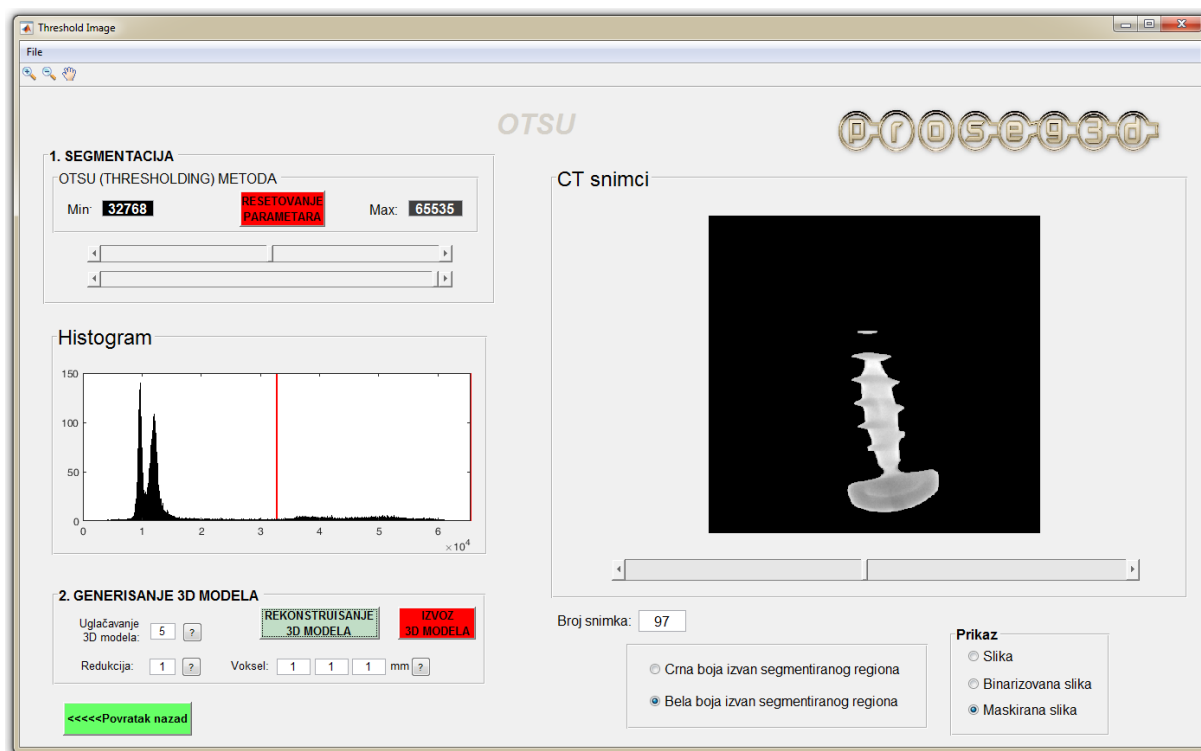 Threshold Image
File
OTSU
proseg3d
1. SEGMENTACIJA
OTSU (THRESHOLDING) METODA
Min: 32768
RESETOVANJE
PARAMETARA
Max: 65535
Histogram
150
100
50
0
0 1 2 3 4 5 6
×10⁴
2. GENERISANJE 3D MODELA
Uglačavanje
3D modela: 5 ?
REKONSTRUISANJE
3D MODELA
IZVOZ
3D MODELA
Redukcija: 1 ? Voksel: 1 1 1 mm ?
<<<<<Povratak nazad
CT snimci
Broj snimka: 97
Crna boja izvan segmentiranog regiona
Bela boja izvan segmentiranog regiona
Prikaz
Slika
Binarizovana slika
Maskirana slika